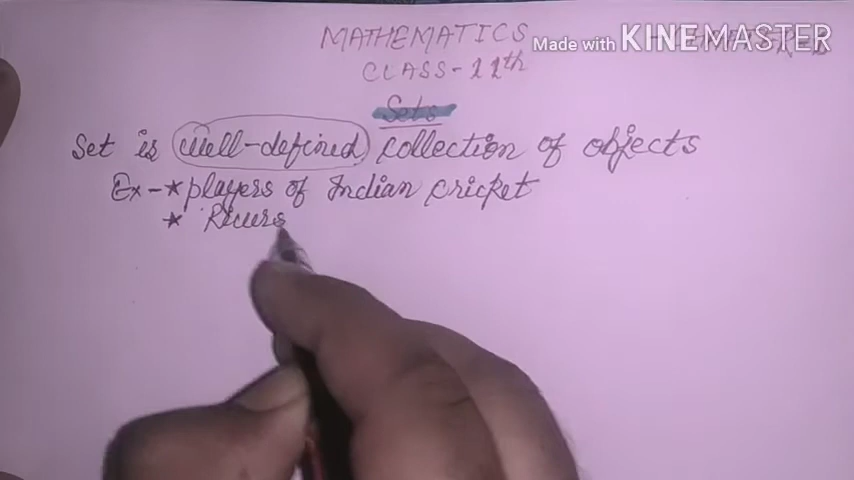 MATHEMATICS
Made with KINEMASTER
CLASS-11th
Sets
Set is well-defined collection of objects
Ex-*players of Indian cricket
* Rivers